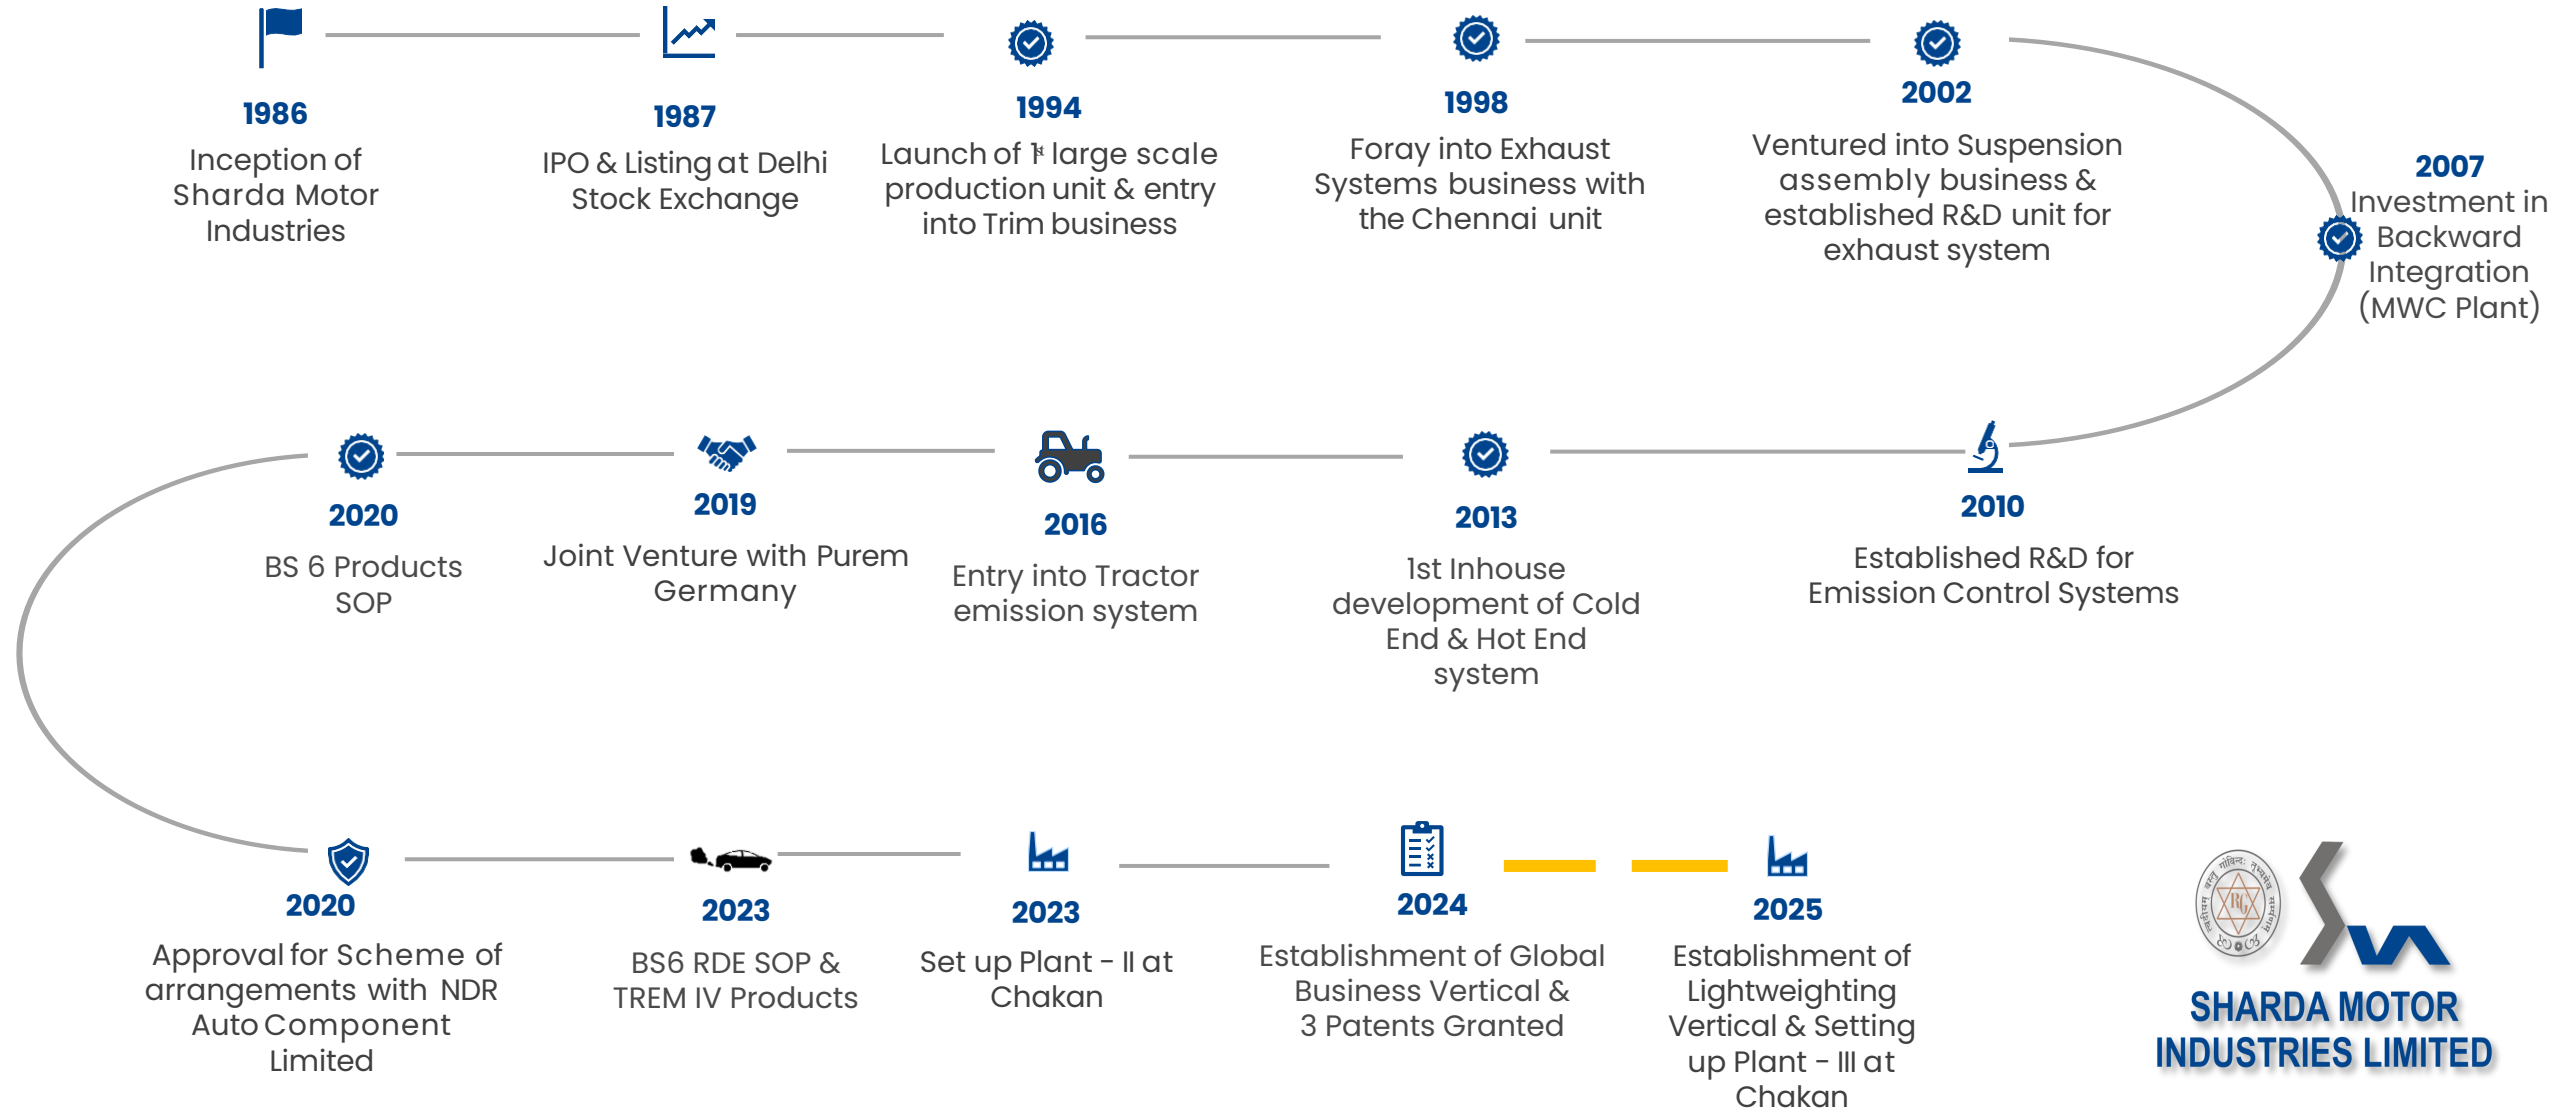 1986
Inception of
Sharda Motor
Industries
1987
IPO & Listing at Delhi
Stock Exchange
1994
Launch of 1st large scale
production unit & entry
into Trim business
1998
Foray into Exhaust
Systems business with
the Chennai unit
2002
Ventured into Suspension
assembly business &
established R&D unit for
exhaust system
2007
Investment in
Backward
Integration
(MWC Plant)
2020
BS 6 Products
SOP
2019
Joint Venture with Purem
Germany
2016
Entry into Tractor
emission system
2013
1st Inhouse
development of Cold
End & Hot End
system
2010
Established R&D for
Emission Control Systems
2020
Approval for Scheme of
arrangements with NDR
Auto Component
Limited
2023
BS6 RDE SOP &
TREM IV Products
2023
Set up Plant - II at
Chakan
2024
Establishment of Global
Business Vertical &
3 Patents Granted
2025
Establishment of
Lightweighting
Vertical & Setting
up Plant - III at
Chakan
RG
SHARDA MOTOR
INDUSTRIES LIMITED